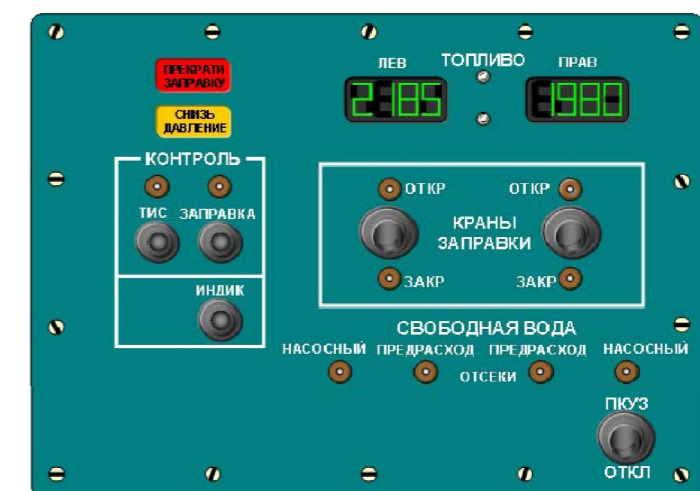 ПРЕКРАТИ
ЗАПРАВКУ
СНИЗЬ
ДАВЛЕНИЕ
ЛЕВ ТОПЛИВО ПРАВ
2185 1980
КОНТРОЛЬ
ТИС ЗАПРАВКА
ИНДИК
ОТКР ОТКР
КРАНЫ
ЗАПРАВКИ
ЗАКР ЗАКР
СВОБОДНАЯ ВОДА
НАСОСНЫЙ ПРЕДРАСХОД ПРЕДРАСХОД НАСОСНЫЙ
ОТСЕКИ
ПКУЗ
ОТКЛ